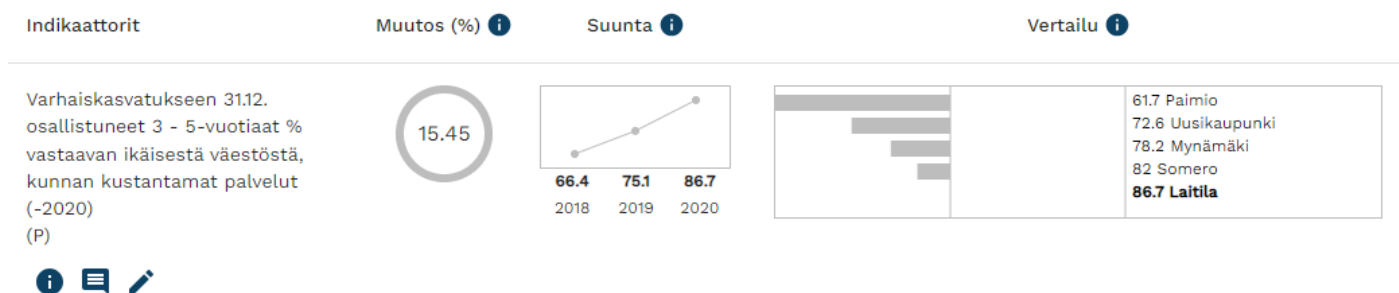 Indikaattorit
Muutos (%)
Suunta
Vertailu
Varhaiskasvatukseen 31.12.
osallistuneet 3 - 5-vuotiaat %
vastaavan ikäisestä väestöstä,
kunnan kustantamat palvelut
(-2020)
(P)
15.45
66.4 75.1 86.7
2018 2019 2020
61.7 Paimio
72.6 Uusikaupunki
78.2 Mynämäki
82 Somero
86.7 Laitila